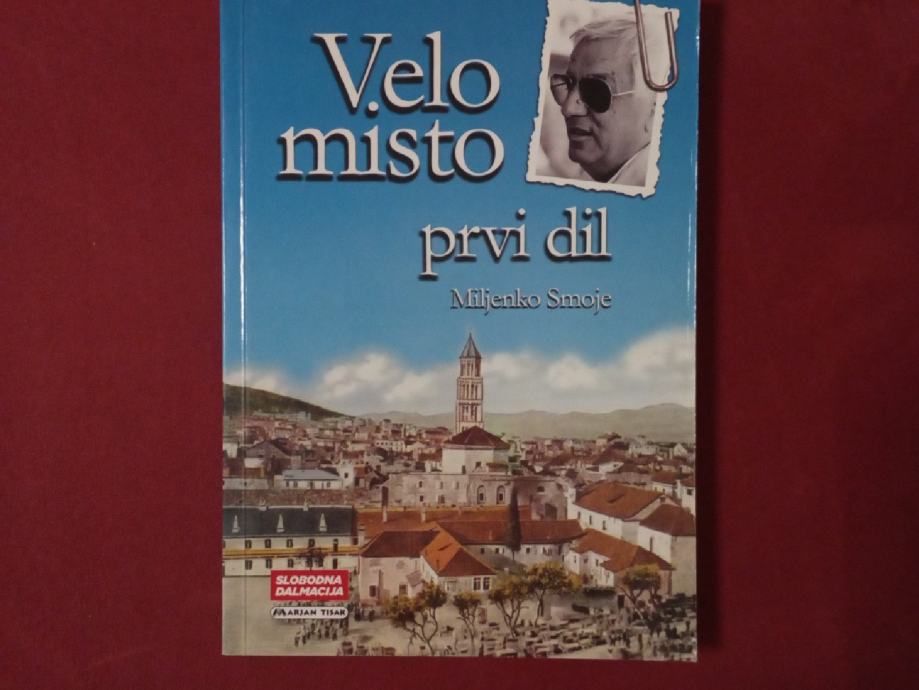 Velo
misto
prvi dil
Miljenko Smoje
SLOBODNA
DALMACIJA
MARJAN TISAK